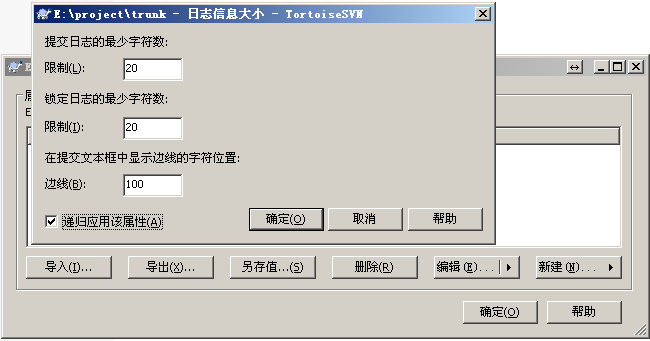 E:\project\trunk - 日志信息大小 - TortoiseSVN
提交日志的最少字符数:
限制(L): 20
锁定日志的最少字符数:
限制(I): 20
在提交文本框中显示边线的字符位置:
边线(B): 100
递归应用该属性(A)
确定(O) 取消 帮助
导入(I)... 导出(X)... 另存值...(S) 删除(R) 编辑(E)... 新建(N)...
确定(O) 帮助